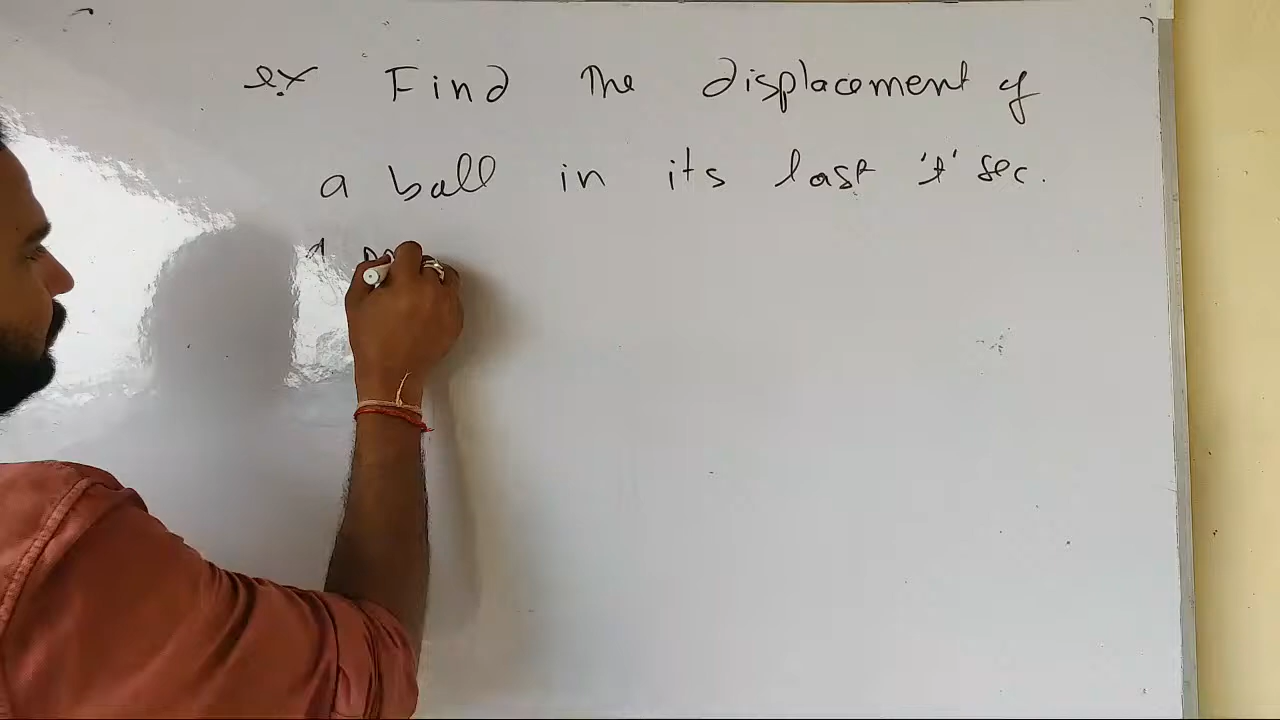 ex Find the displacement of
a ball in its last 't' sec.